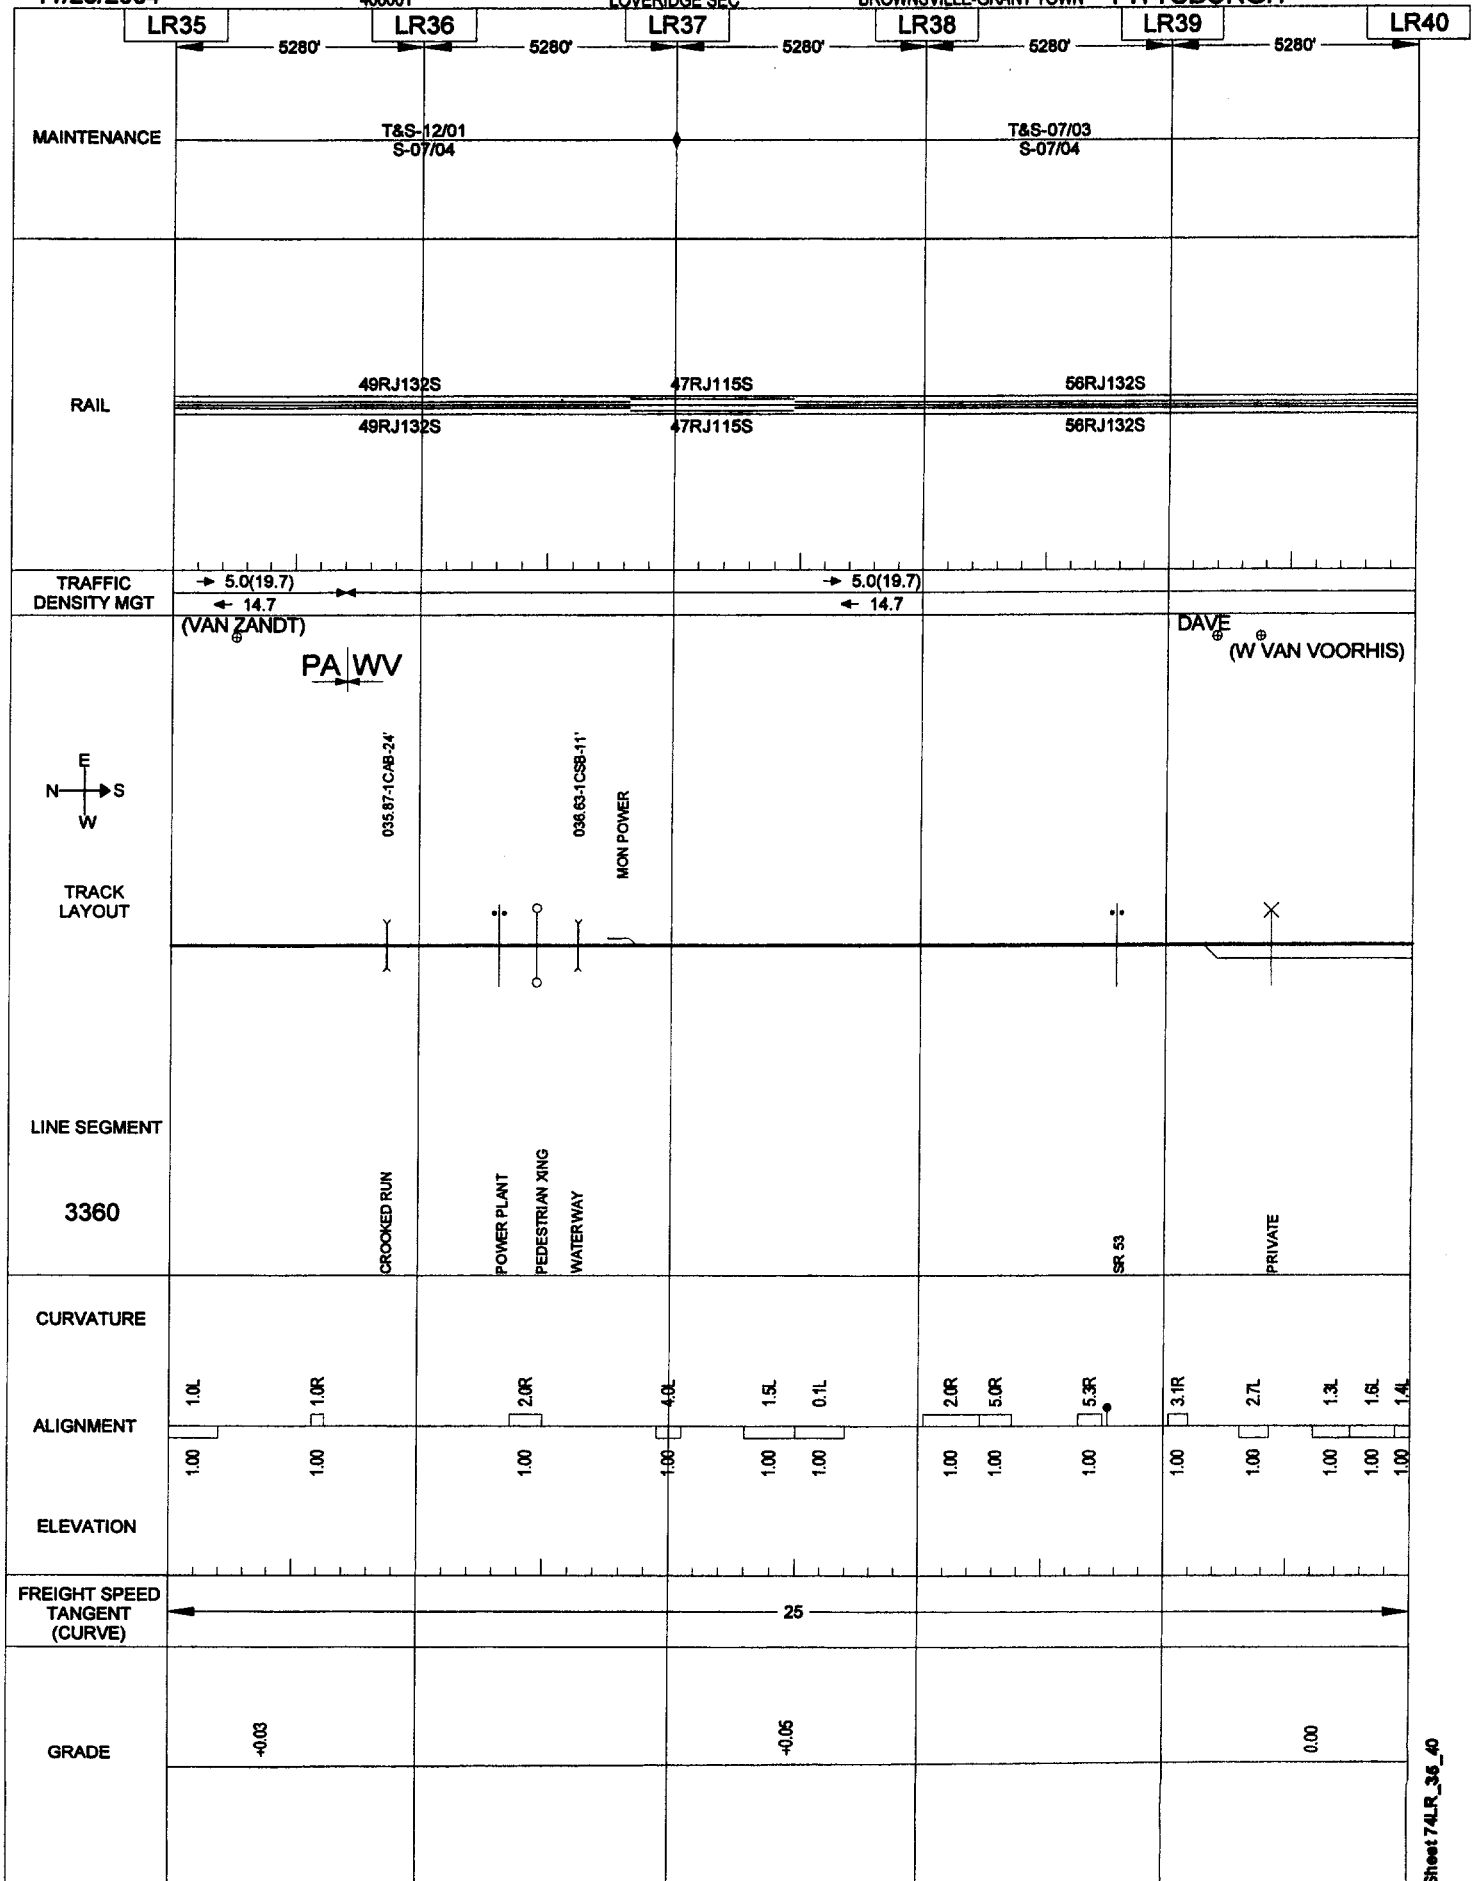 LOVERIDGE SEC
LR35 LR36 LR37 LR38 LR39 LR40
5280' 5280' 5280' 5280' 5280'
MAINTENANCE
T&S-12/01 T&S-07/03
S-07/04 S-07/04
RAIL
49RJ132S 47RJ115S 56RJ132S
49RJ132S 47RJ115S 56RJ132S
TRAFFIC
DENSITY MGT
→ 5.0(19.7) → 5.0(19.7)
← 14.7 ← 14.7
(VAN ZANDT) DAVE
(W VAN VOORHIS)
PA WV
E
N S
W
035.87-1CAB-24'
036.63-1CSB-11'
MON POWER
TRACK
LAYOUT
LINE SEGMENT
3360
CROOKED RUN
POWER PLANT
PEDESTRIAN XING
WATERWAY
SR 53
PRIVATE
CURVATURE
1.0L 1.0R 2.0R 4.0L 1.5L 0.1L 2.0R 5.0R 5.3R 3.1R 2.7L 1.3L 1.6L 1.4L
ALIGNMENT
1.00 1.00 1.00 1.00 1.00 1.00 1.00 1.00 1.00 1.00 1.00 1.00 1.00 1.00
ELEVATION
FREIGHT SPEED
TANGENT
(CURVE)
25
GRADE
+0.03 +0.05 0.00
Sheet 74LR_35_40